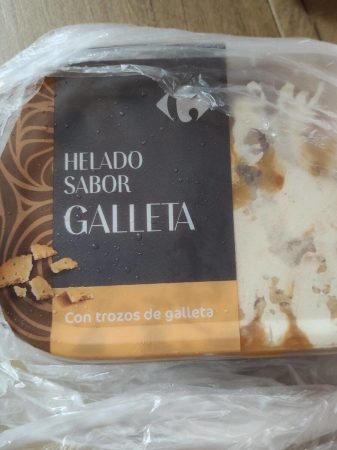 HELADO
SABOR
GALLETA
Con trozos de galleta